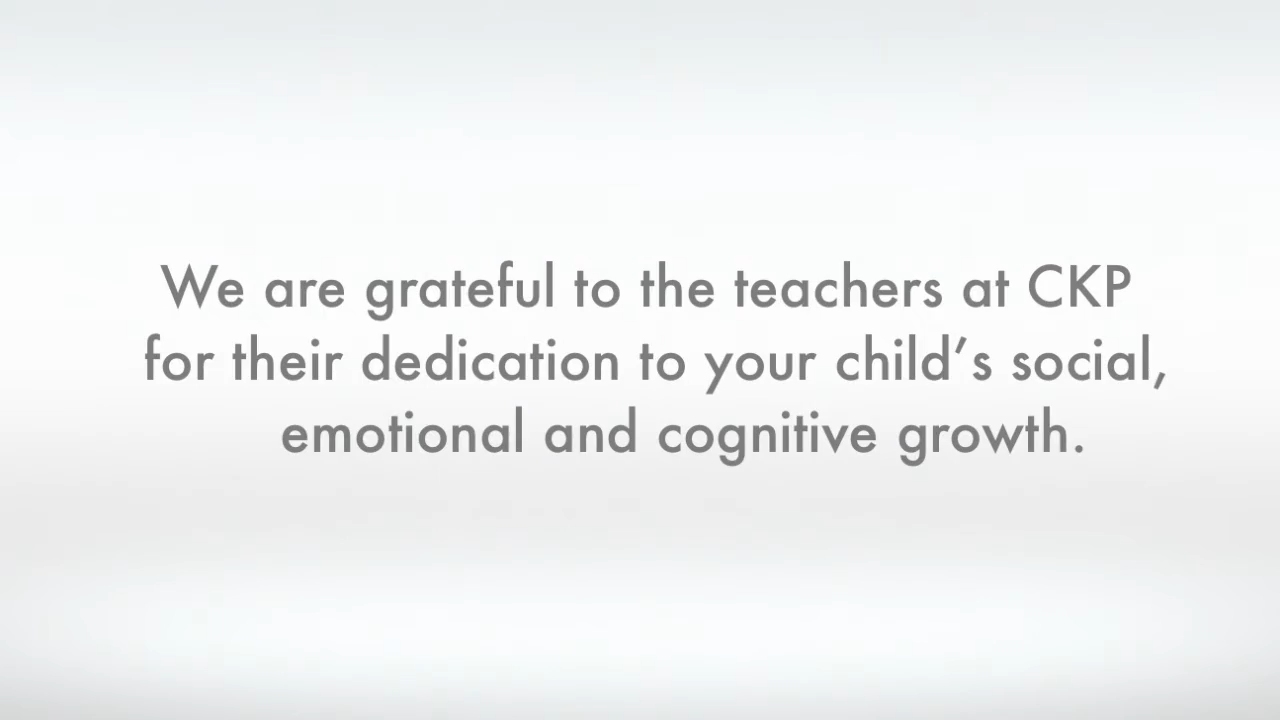 We are grateful to the teachers at CKP
for their dedication to your child’s social,
emotional and cognitive growth.